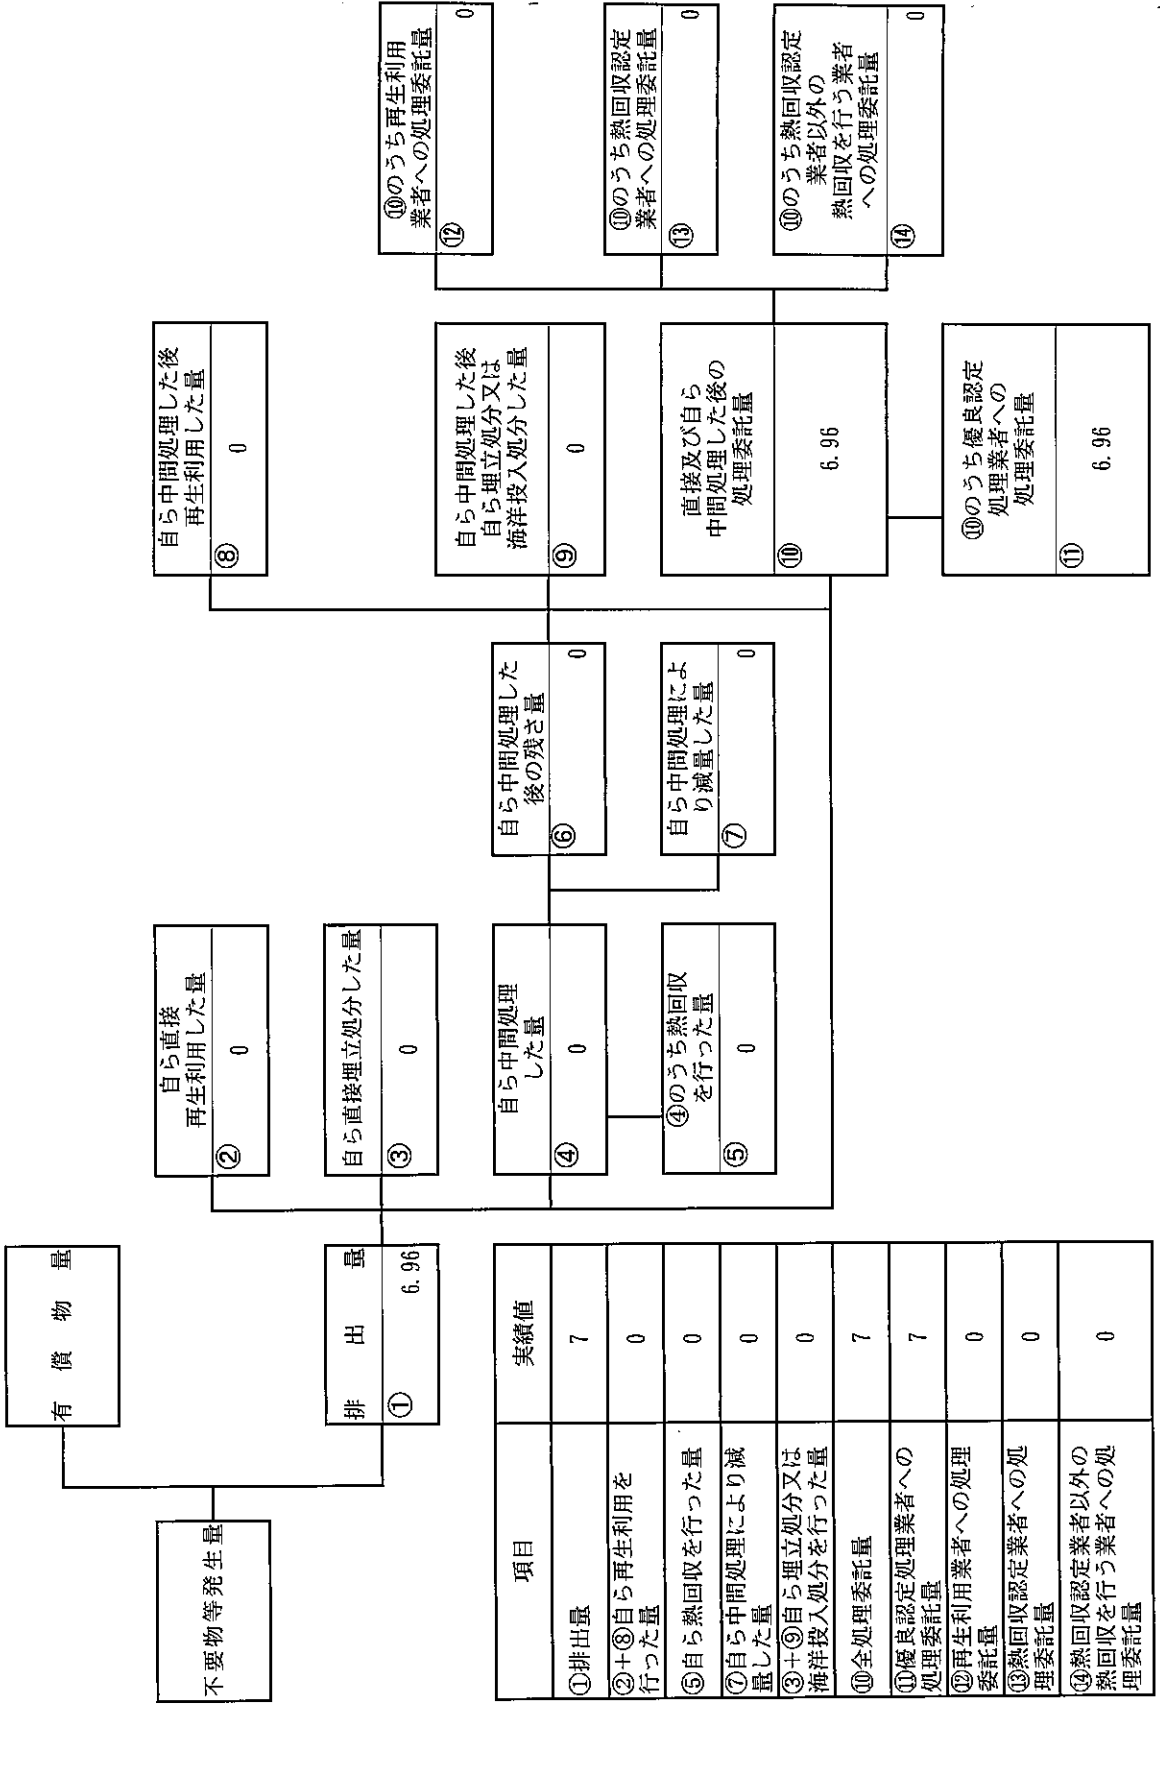 不要物等発生量
有償物量
排出量
① 6.96
自ら直接
再生利用した量
② 0
自ら直接埋立処分した量
③ 0
自ら中間処理
した量
④ 0
④のうち熱回収
を行った量
⑤ 0
自ら中間処理した
後の残さ量
⑥ 0
自ら中間処理によ
り減量した量
⑦ 0
自ら中間処理した後
再生利用した量
⑧ 0
自ら中間処理した後
自ら埋立処分又は
海洋投入処分した量
⑨ 0
直接及び自ら
中間処理した後の
処理委託量
⑩ 6.96
⑩のうち優良認定
処理業者への
処理委託量
⑪ 6.96
⑩のうち再生利用
業者への処理委託量
⑫ 0
⑩のうち熱回収認定
業者への処理委託量
⑬ 0
⑩のうち熱回収認定
業者以外の
熱回収を行う業者
への処理委託量
⑭ 0
項目 実績値
①排出量 7
②+⑧自ら再生利用を
行った量 0
⑤自ら熱回収を行った量 0
⑦自ら中間処理により減
量した量 0
③+⑨自ら埋立処分又は
海洋投入処分を行った量 0
⑩全処理委託量 7
⑪優良認定処理業者への
処理委託量 7
⑫再生利用業者への処理
委託量 0
⑬熱回収認定業者への処
理委託量 0
⑭熱回収認定業者以外の
熱回収を行う業者への処
理委託量 0